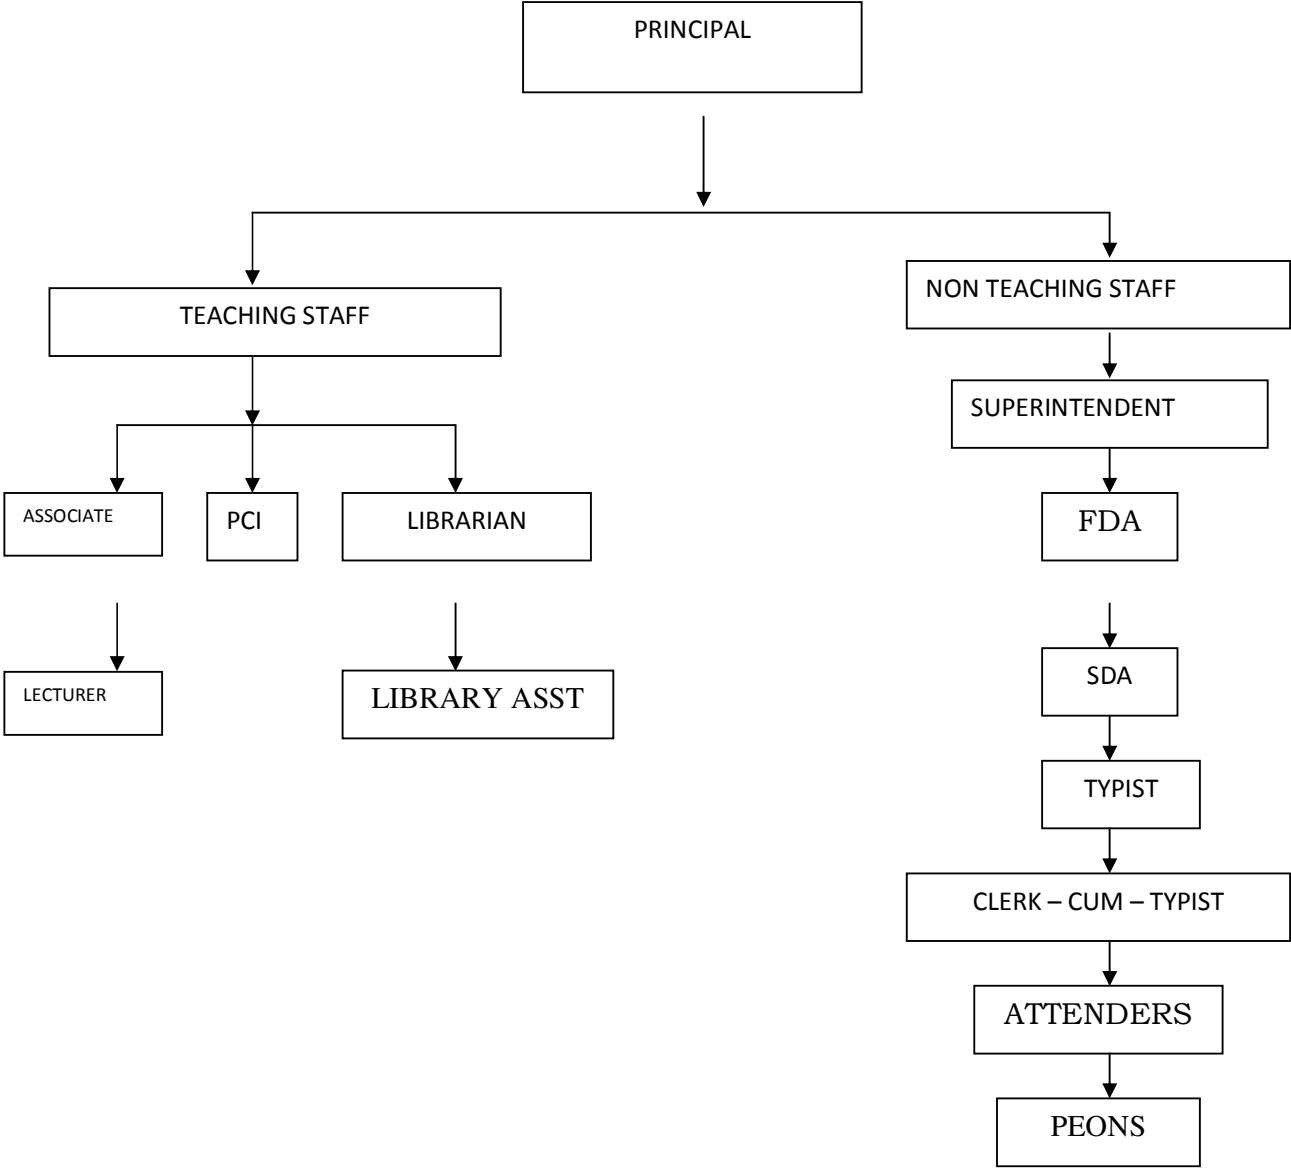 PRINCIPAL
NON TEACHING STAFF
TEACHING STAFF
SUPERINTENDENT
ASSOCIATE
PCI
LIBRARIAN
FDA
LECTURER
LIBRARY ASST
SDA
TYPIST
CLERK – CUM – TYPIST
ATTENDERS
PEONS